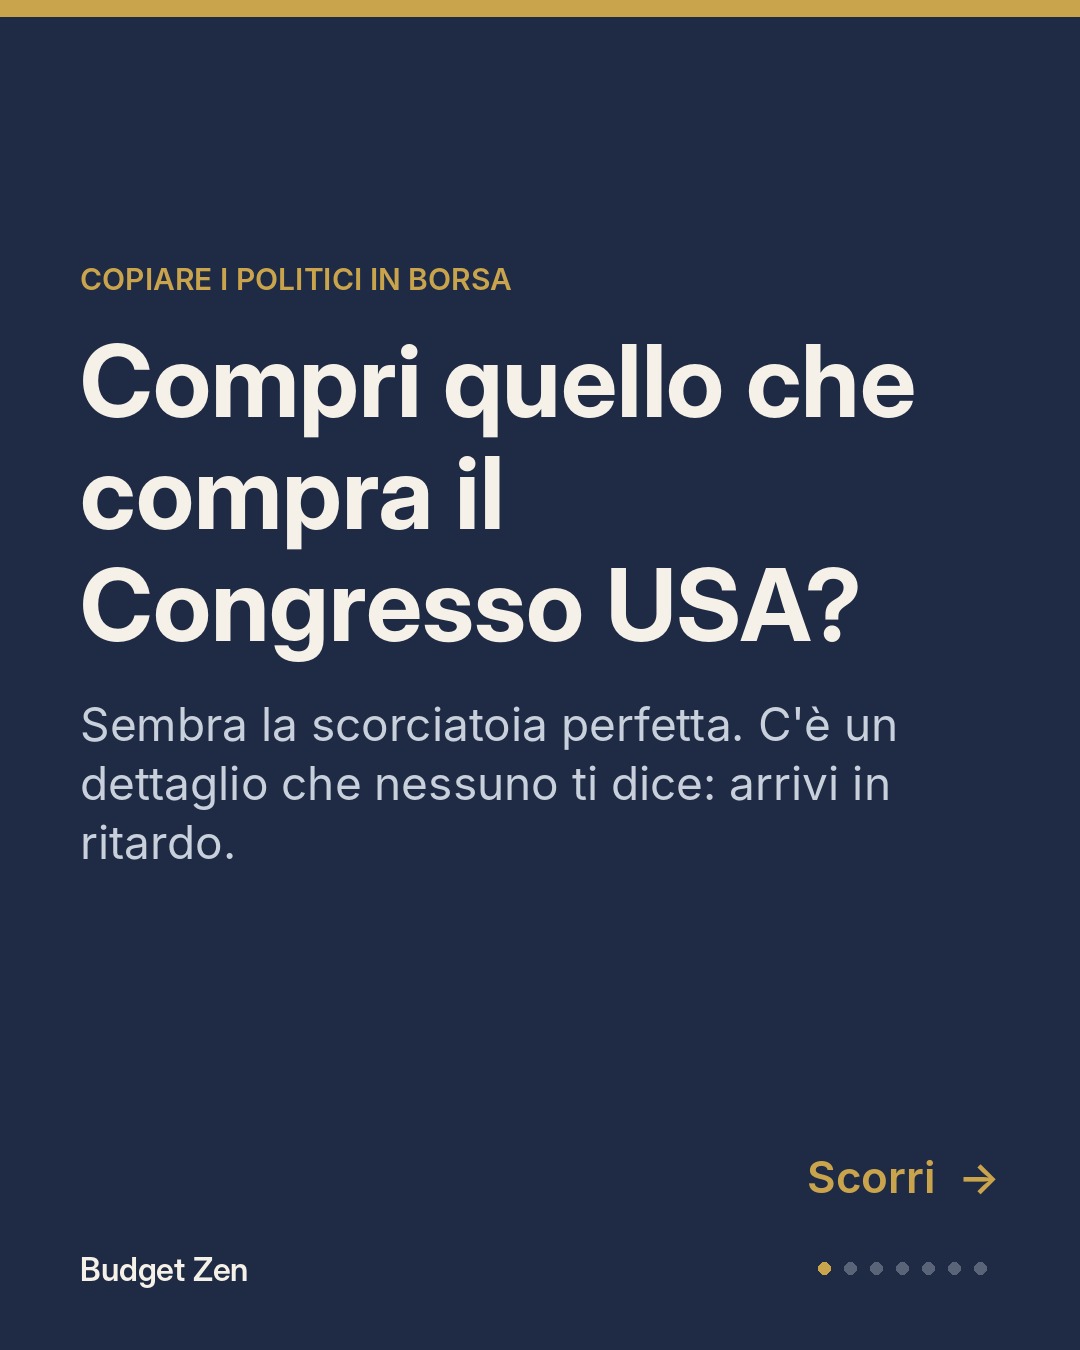 COPIARE I POLITICI IN BORSA
Compri quello che
compra il
Congresso USA?
Sembra la scorciatoia perfetta. C'è un
dettaglio che nessuno ti dice: arrivi in
ritardo.
Scorri →
Budget Zen